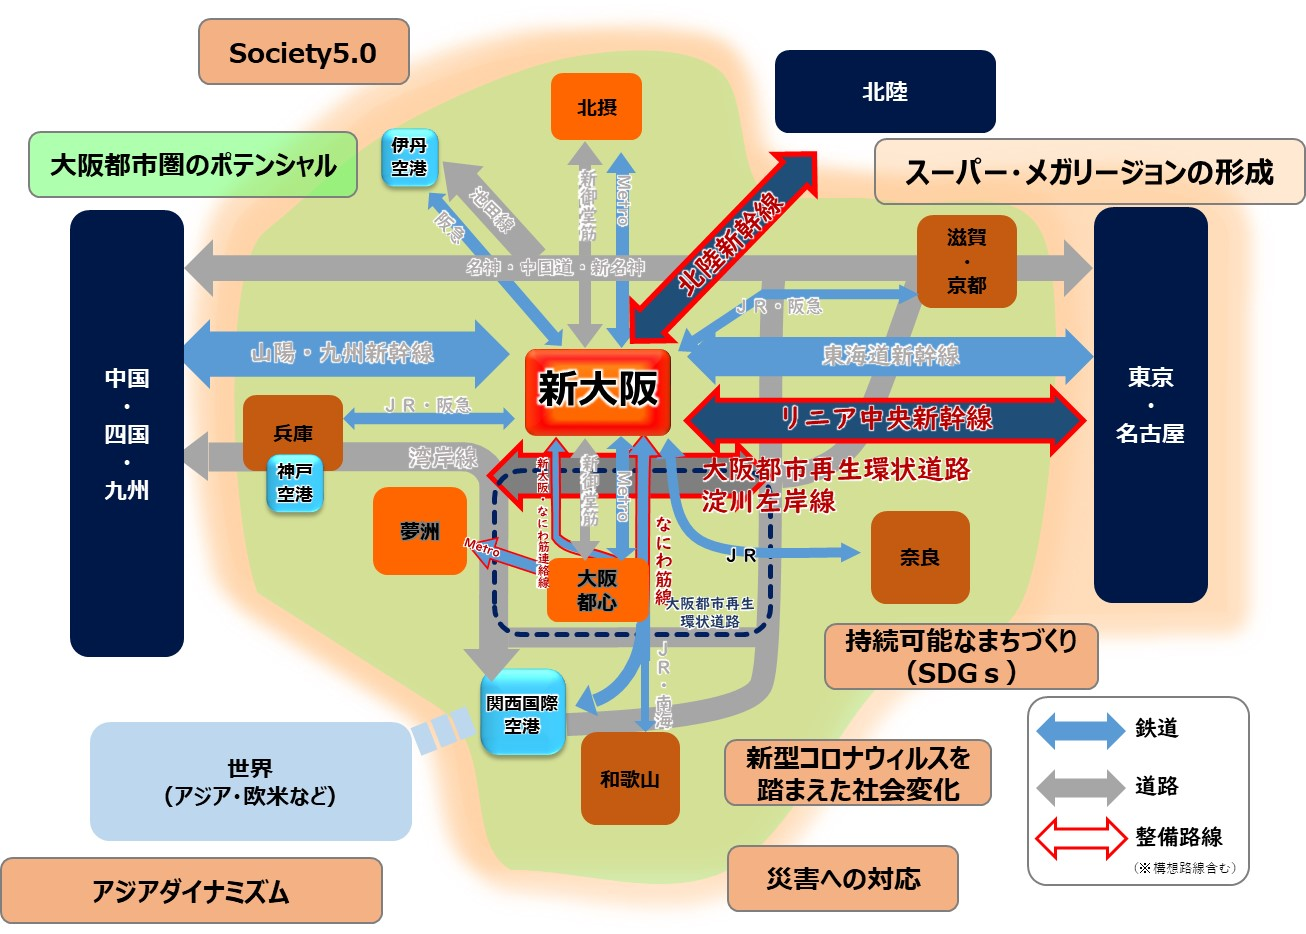 Society5.0
北陸
北摂
伊丹
空港
大阪都市圏のポテンシャル
スーパー・メガリージョンの形成
池田線
阪急
新御堂筋
Metro
北陸新幹線
滋賀
・
京都
名神・中国道・新名神
JR・阪急
山陽・九州新幹線
東海道新幹線
中国
・
四国
・
九州
新大阪
東京
・
名古屋
JR・阪急
リニア中央新幹線
兵庫
神戸
空港
湾岸線
大阪都市再生環状道路
淀川左岸線
新大阪・なにわ筋連絡線
新御堂筋
Metro
なにわ筋線
夢洲
Metro
JR
奈良
大阪
都心
大阪都市再生
環状道路
JR・南海
持続可能なまちづくり
(SDGs)
関西国際
空港
鉄道
世界
(アジア・欧米など)
和歌山
新型コロナウィルスを
踏まえた社会変化
道路
整備路線
(※構想路線含む)
アジアダイナミズム
災害への対応